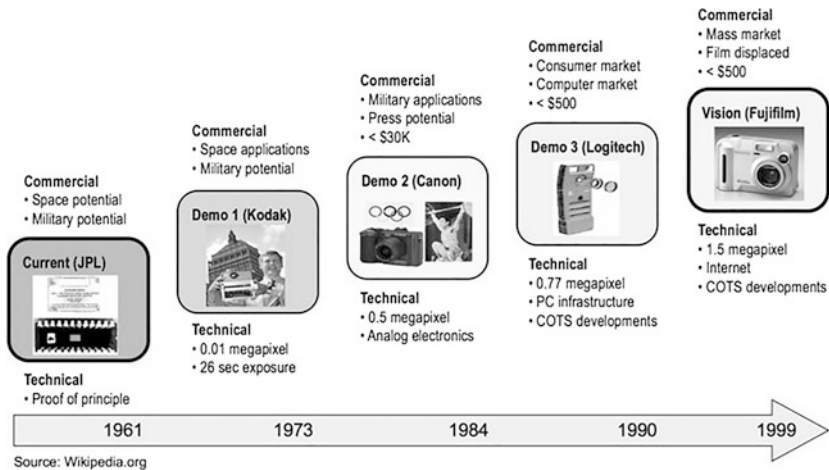 Commercial
• Space potential
• Military potential
Current (JPL)
Technical
• Proof of principle
Commercial
• Space applications
• Military potential
Demo 1 (Kodak)
Technical
• 0.01 megapixel
• 26 sec exposure
Commercial
• Military applications
• Press potential
• < $30K
Demo 2 (Canon)
Technical
• 0.5 megapixel
• Analog electronics
Commercial
• Consumer market
• Computer market
• < $500
Demo 3 (Logitech)
Technical
• 0.77 megapixel
• PC infrastructure
• COTS developments
Commercial
• Mass market
• Film displaced
• < $500
Vision (Fujifilm)
Technical
• 1.5 megapixel
• Internet
• COTS developments
1961
1973
1984
1990
1999
Source: Wikipedia.org